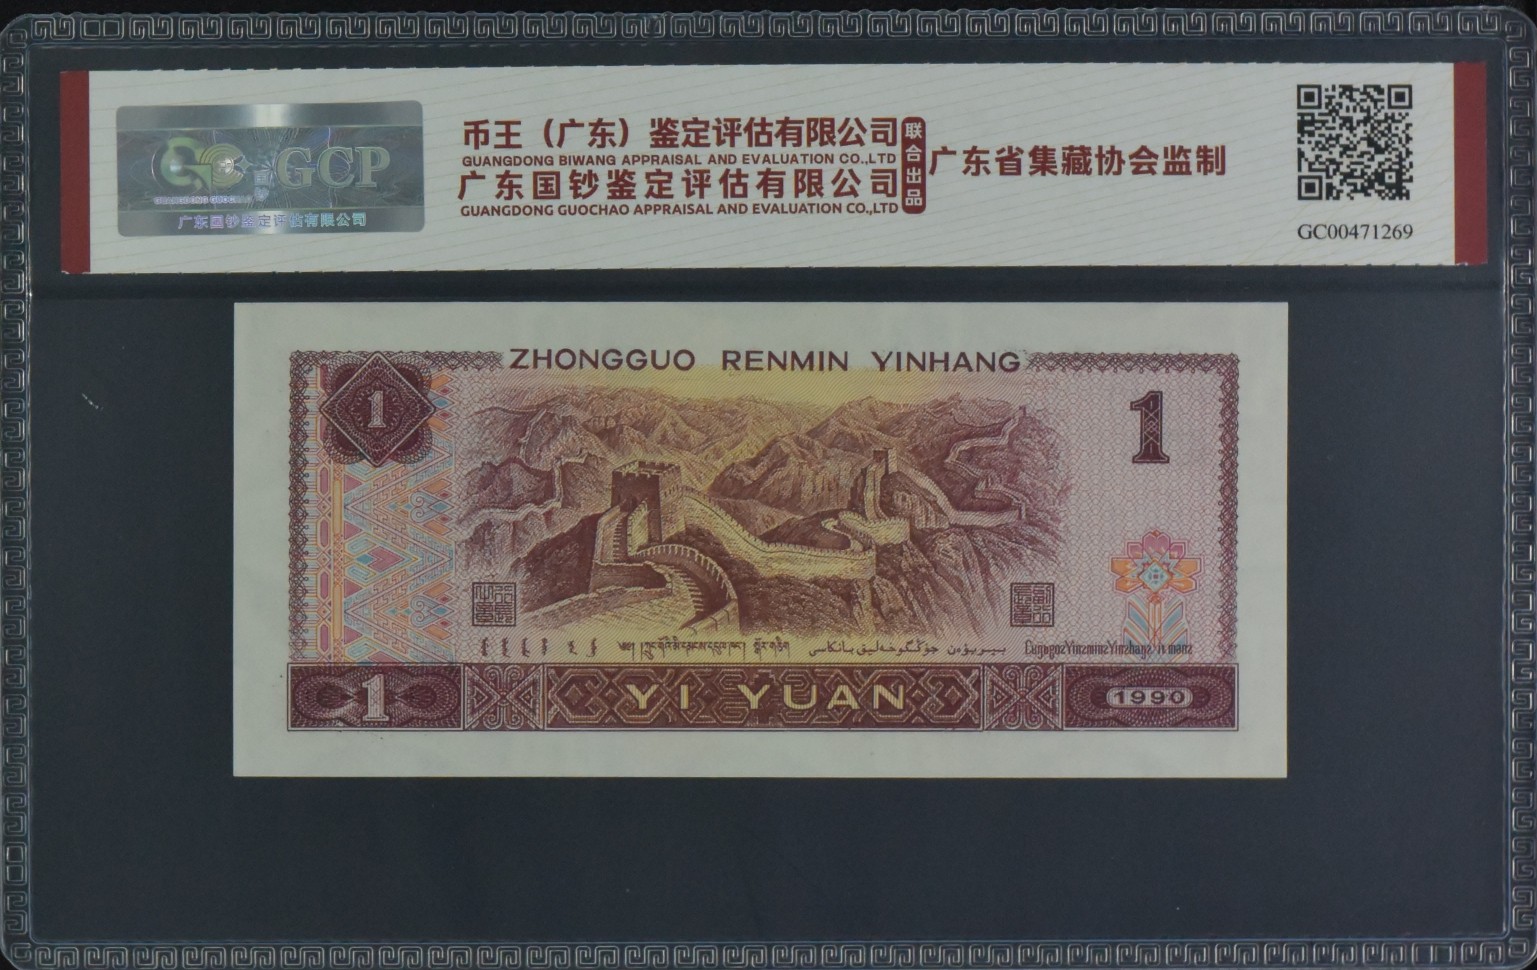 GCP
广东国钞鉴定评估有限公司
币王（广东）鉴定评估有限公司
GUANGDONG BIWANG APPRAISAL AND EVALUATION CO.,LTD
广东国钞鉴定评估有限公司
GUANGDONG GUOCHAO APPRAISAL AND EVALUATION CO.,LTD
联合出品
广东省集藏协会监制
GC00471269
ZHONGGUO RENMIN YINHANG
1
1
جۇڭگو خەلق بانكىسى
1
YI YUAN
1990